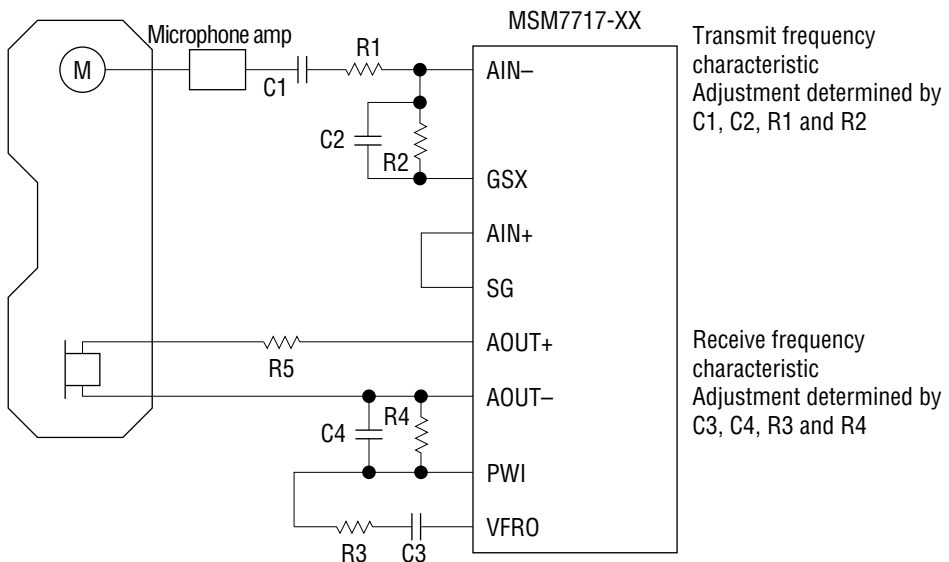 MSM7717-XX
Microphone amp
M
C1
R1
C2
R2
AIN–
GSX
AIN+
SG
AOUT+
AOUT–
PWI
VFRO
R5
C4
R4
R3
C3
Transmit frequency
characteristic
Adjustment determined by
C1, C2, R1 and R2
Receive frequency
characteristic
Adjustment determined by
C3, C4, R3 and R4